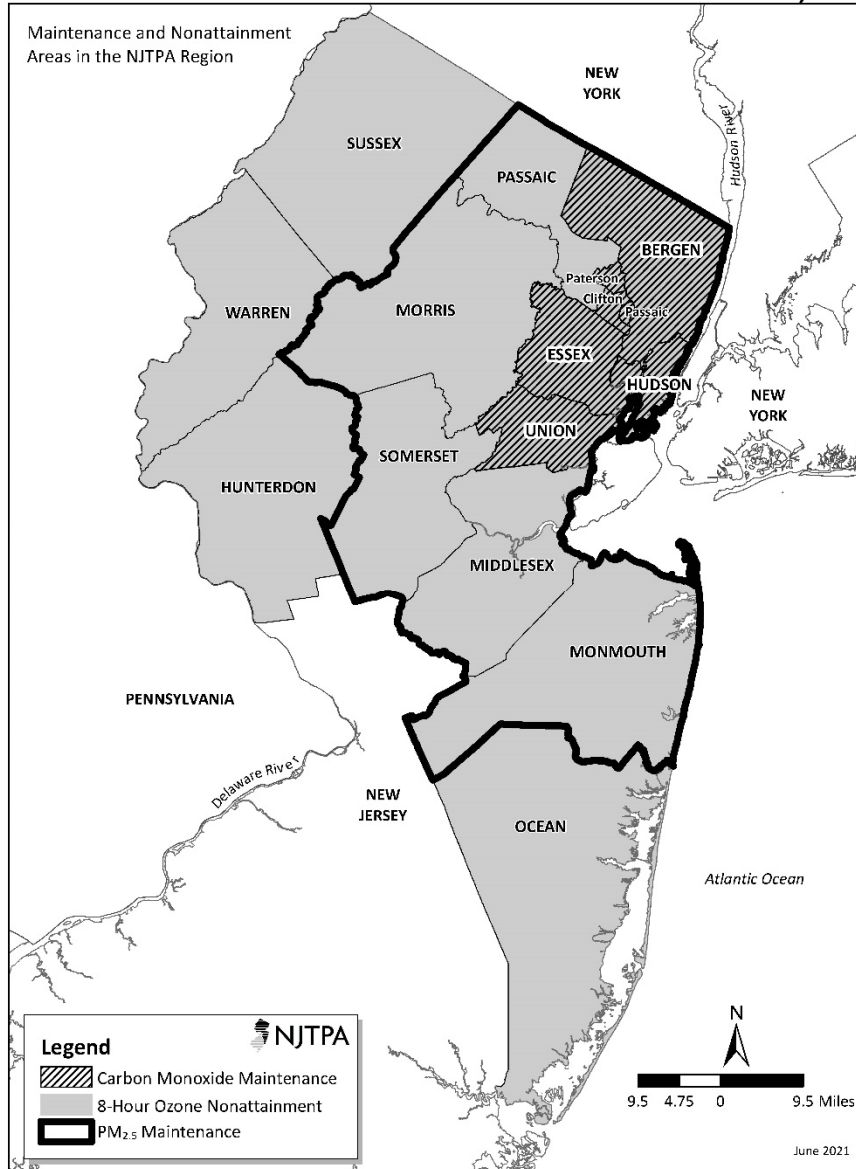 Maintenance and Nonattainment
Areas in the NJTPA Region
NEW
YORK
Hudson River
SUSSEX
PASSAIC
BERGEN
Paterson
Clifton
Passaic
WARREN
MORRIS
ESSEX
HUDSON
NEW
YORK
UNION
SOMERSET
HUNTERDON
MIDDLESEX
MONMOUTH
PENNSYLVANIA
Delaware River
NEW
JERSEY
OCEAN
Atlantic Ocean
NJTPA
Legend
Carbon Monoxide Maintenance
8-Hour Ozone Nonattainment
PM2.5 Maintenance
N
9.5 4.75 0 9.5 Miles
June 2021